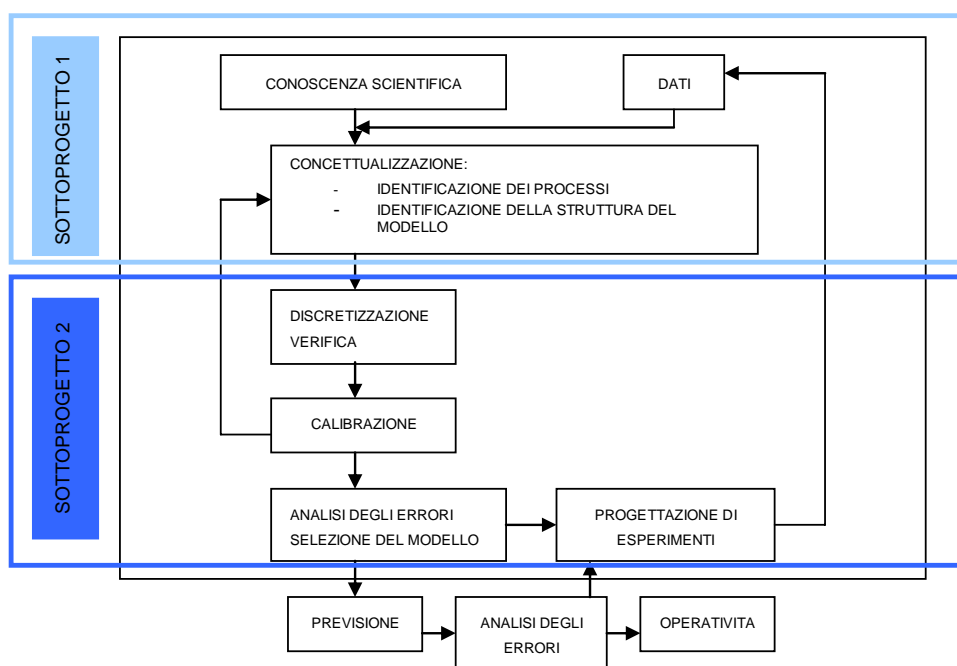 SOTTOPROGETTO 1
CONOSCENZA SCIENTIFICA
DATI
CONCETTUALIZZAZIONE:
- IDENTIFICAZIONE DEI PROCESSI
- IDENTIFICAZIONE DELLA STRUTTURA DEL
MODELLO
SOTTOPROGETTO 2
DISCRETIZZAZIONE
VERIFICA
CALIBRAZIONE
ANALISI DEGLI ERRORI
SELEZIONE DEL MODELLO
PROGETTAZIONE DI
ESPERIMENTI
PREVISIONE
ANALISI DEGLI
ERRORI
OPERATIVITA